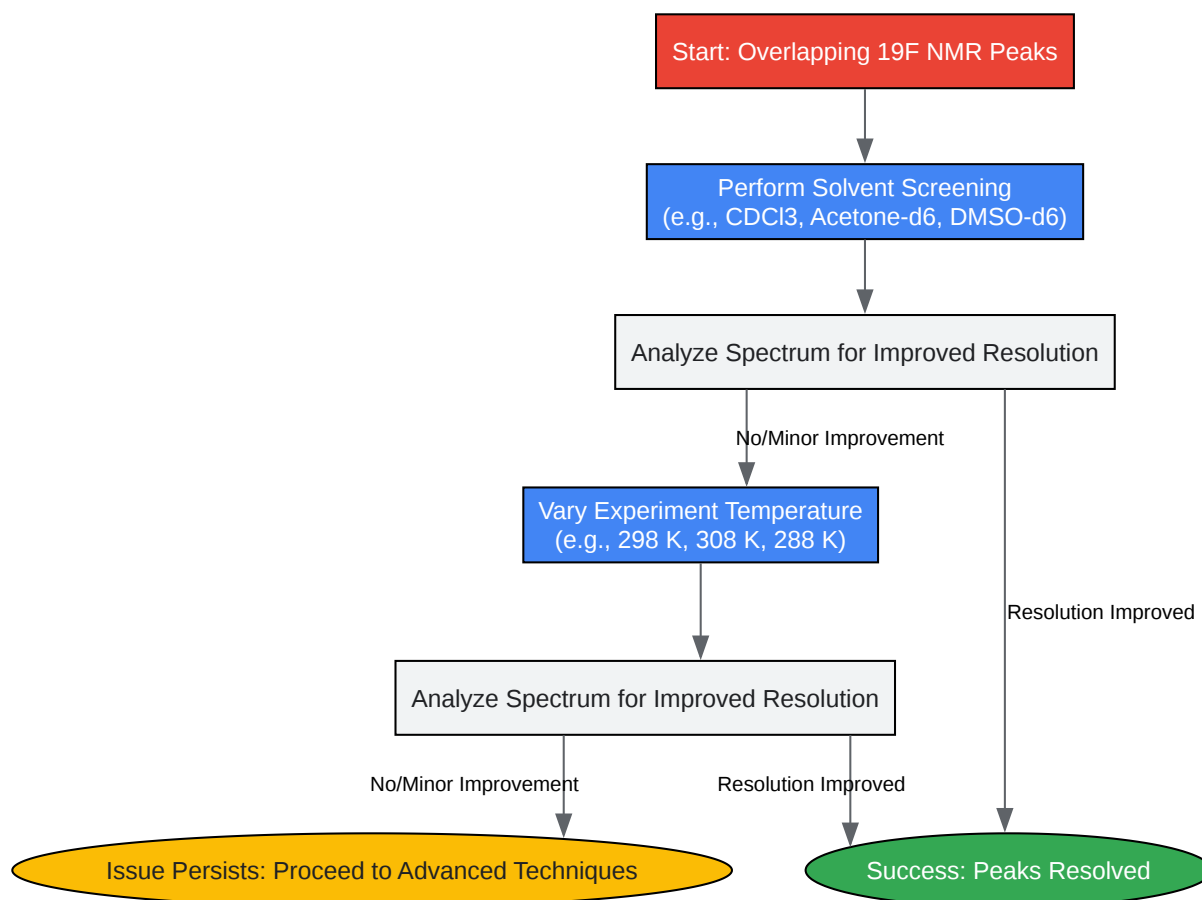 Start: Overlapping 19F NMR Peaks
Perform Solvent Screening
(e.g., CDCl3, Acetone-d6, DMSO-d6)
Analyze Spectrum for Improved Resolution
No/Minor Improvement
Vary Experiment Temperature
(e.g., 298 K, 308 K, 288 K)
Resolution Improved
Analyze Spectrum for Improved Resolution
No/Minor Improvement
Resolution Improved
Issue Persists: Proceed to Advanced Techniques
Success: Peaks Resolved